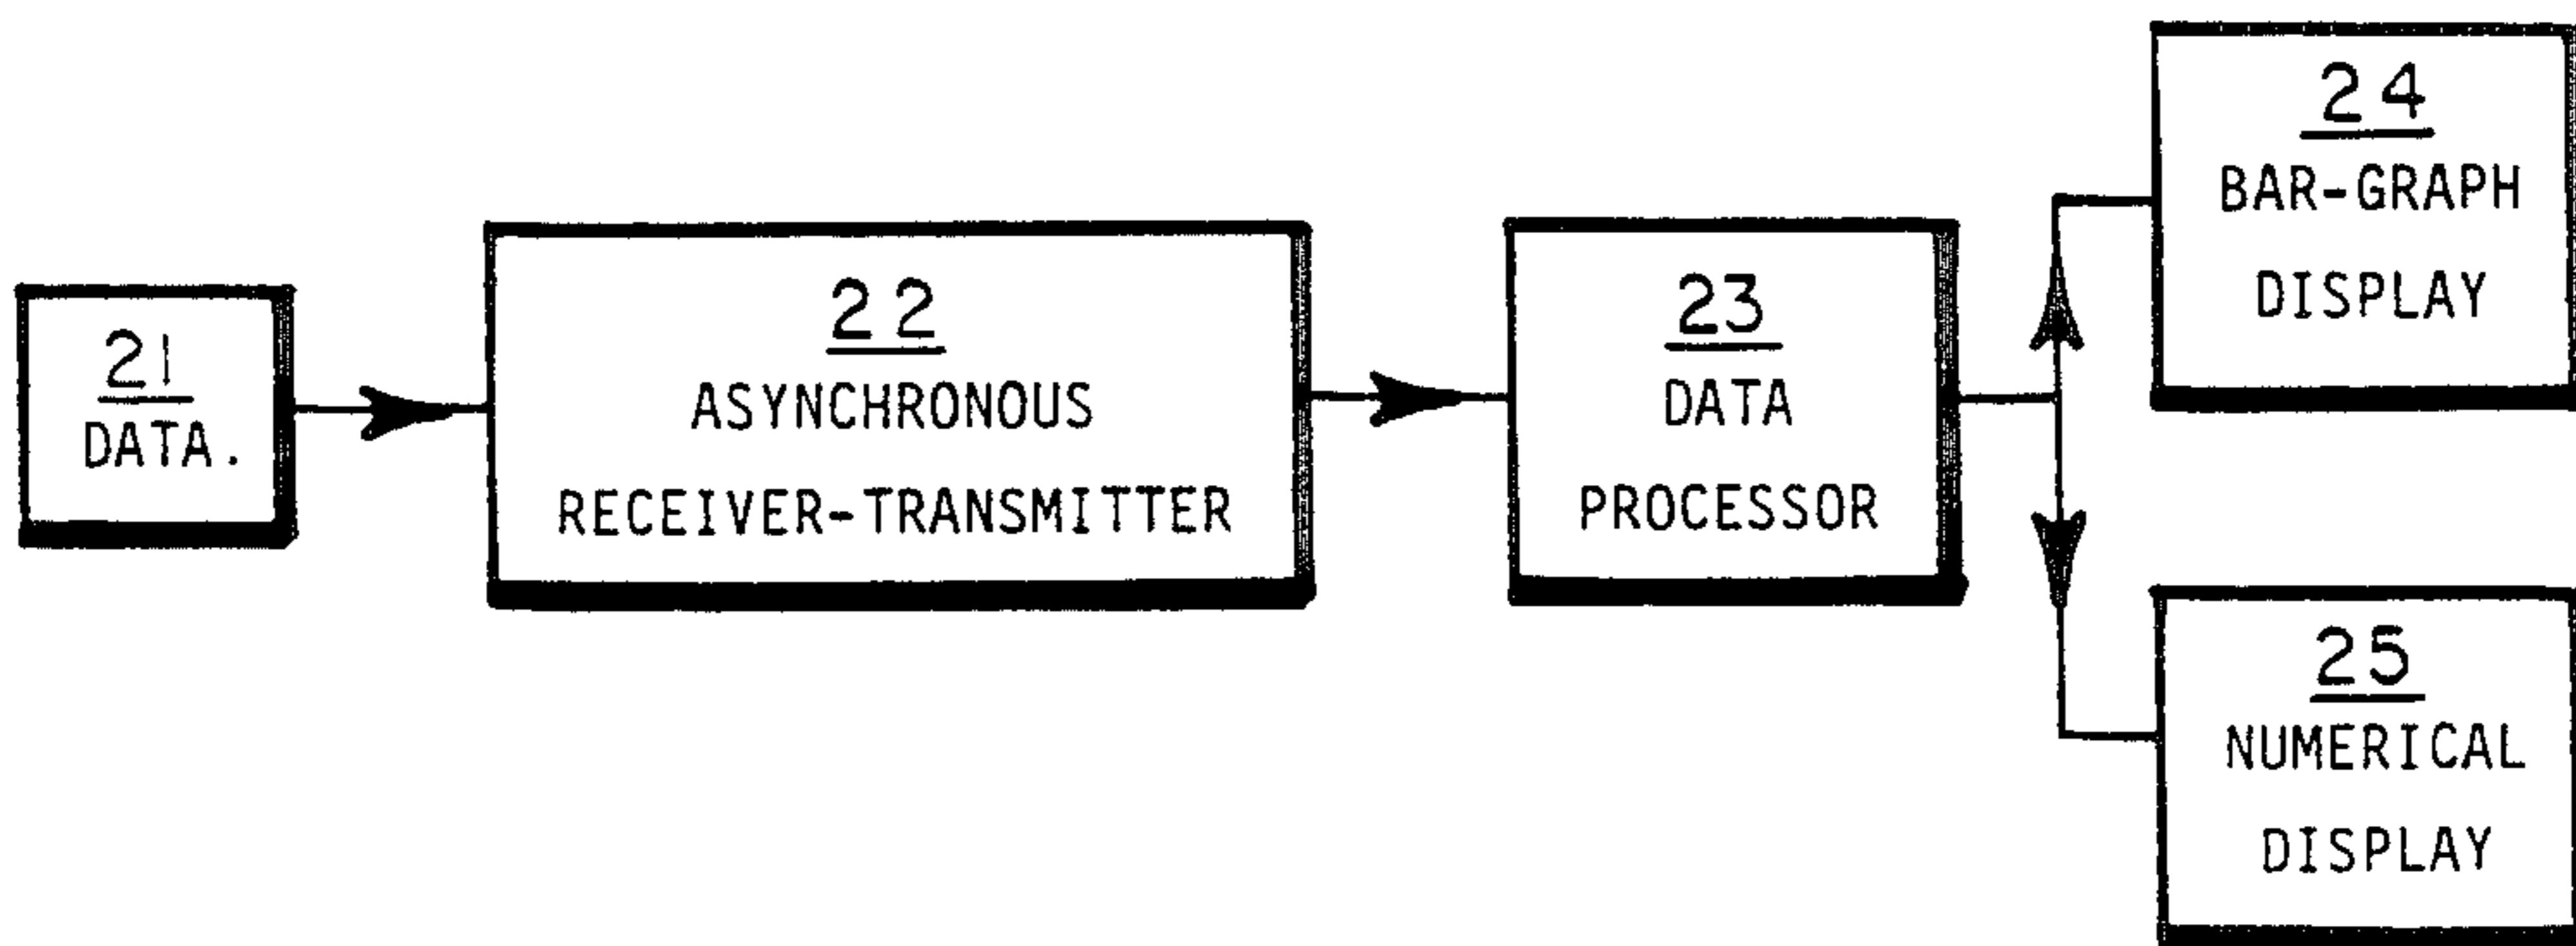 21
DATA.
22
ASYNCHRONOUS
RECEIVER-TRANSMITTER
23
DATA
PROCESSOR
24
BAR-GRAPH
DISPLAY
25
NUMERICAL
DISPLAY